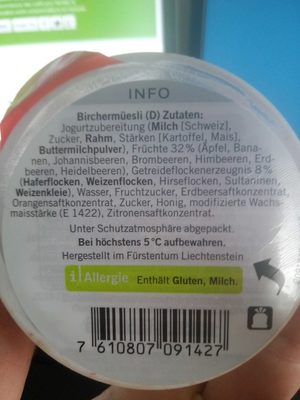 INFO
Birchermüesli (D) Zutaten:
Jogurtzubereitung (Milch [Schweiz],
Zucker, Rahm, Stärken [Kartoffel, Mais],
Buttermilchpulver), Früchte 32% (Äpfel, Bana-
nen, Johannisbeeren, Brombeeren, Himbeeren, Erd-
beeren, Heidelbeeren), Getreideflockenerzeugnis 8%
(Haferflocken, Weizenflocken, Hirseflocken, Sultaninen,
Weizenkleie), Wasser, Fruchtzucker, Erdbeersaftkonzentrat,
Orangensaftkonzentrat, Zucker, Honig, modifizierte Wachs-
maisstärke (E 1422), Zitronensaftkonzentrat.
Unter Schutzatmosphäre abgepackt.
Bei höchstens 5°C aufbewahren.
Hergestellt im Fürstentum Liechtenstein
i Allergie Enthält Gluten, Milch.
7 610807 091427